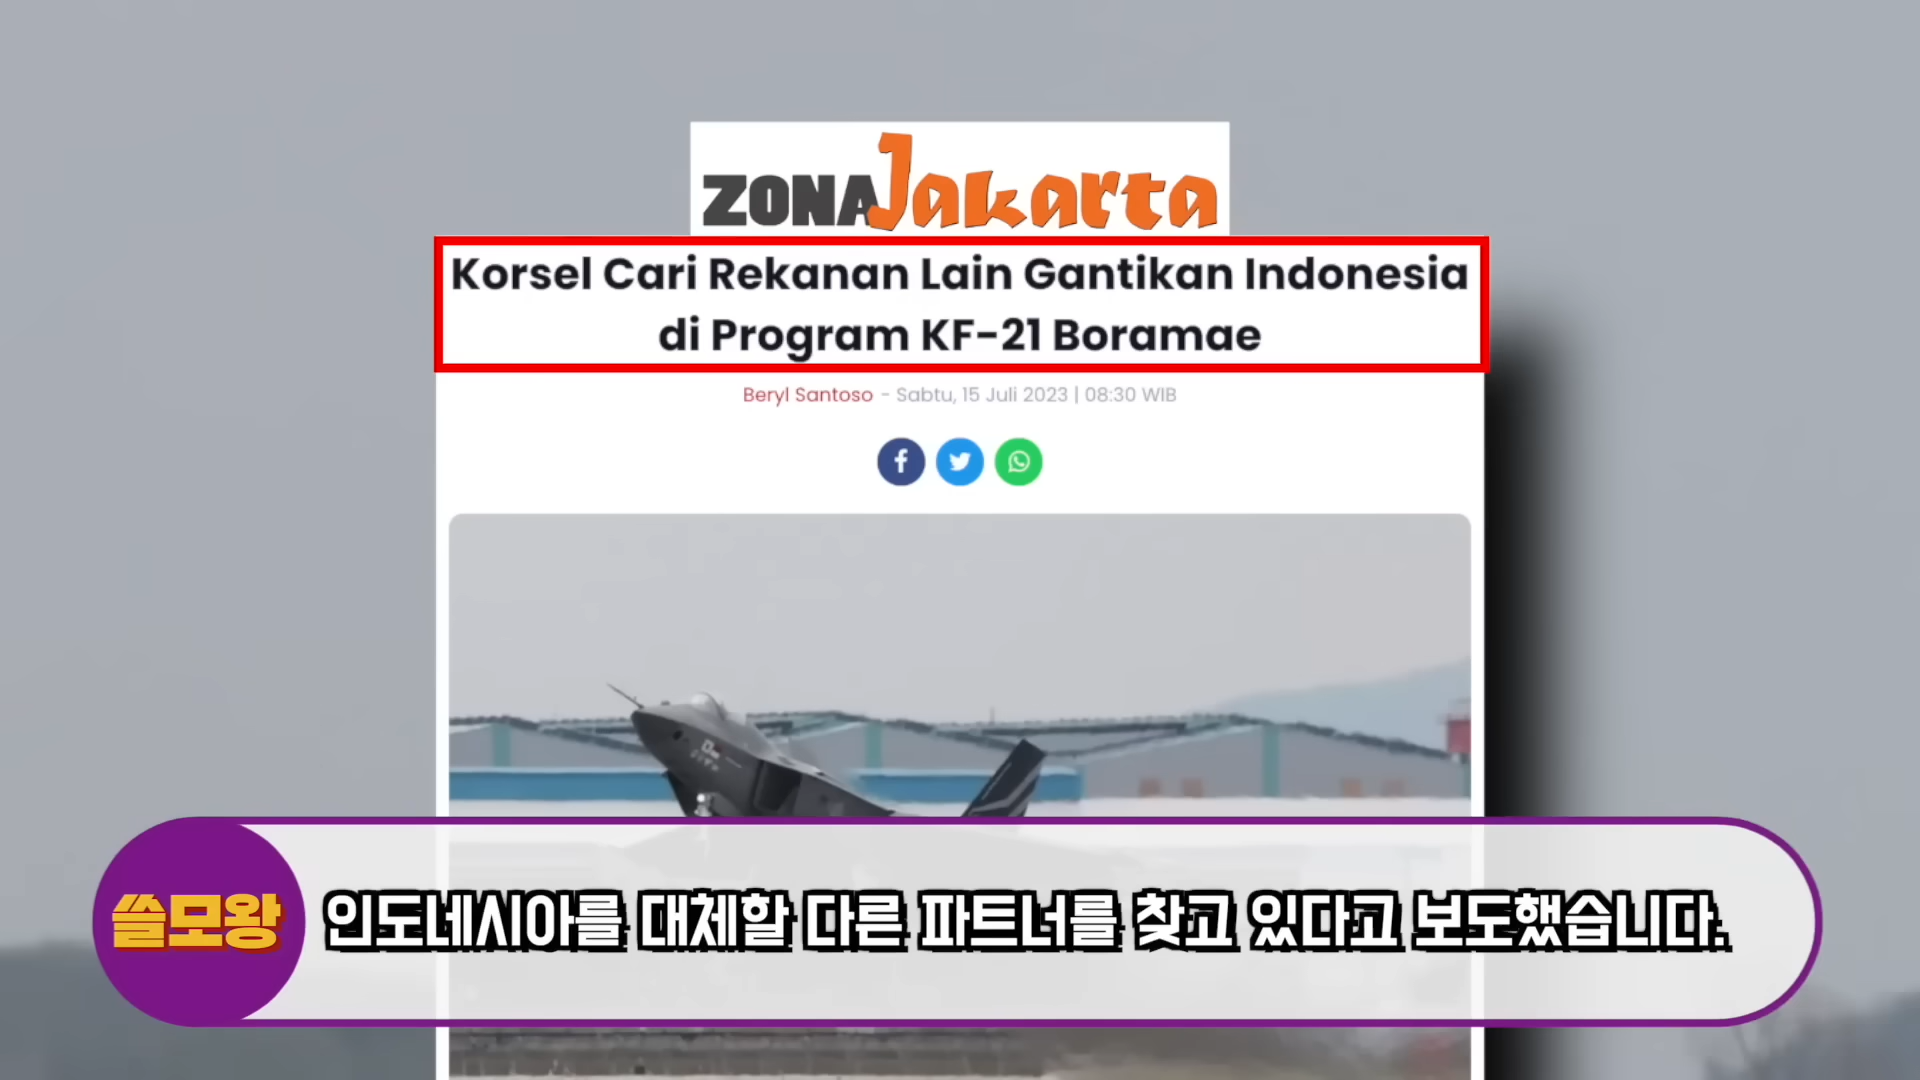 ZONA Jakarta
Korsel Cari Rekanan Lain Gantikan Indonesia
di Program KF-21 Boramae
Beryl Santoso - Sabtu, 15 Juli 2023 | 08:30 WIB
쓸모왕
인도네시아를 대체할 다른 파트너를 찾고 있다고 보도했습니다.